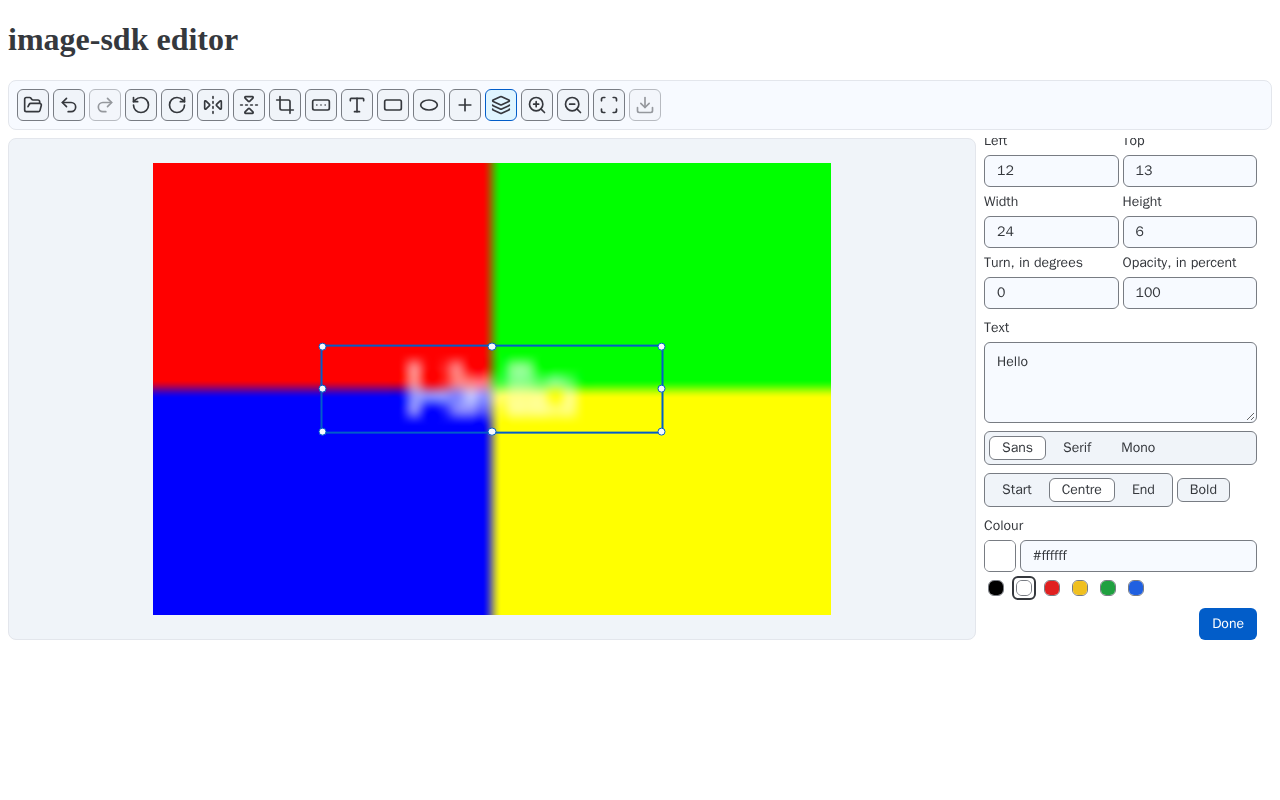 image-sdk editor
Left Top
12 13
Width Height
24 6
Turn, in degrees Opacity, in percent
0 100
Text
Hello
Hello
Sans Serif Mono
Start Centre End Bold
Colour
#ffffff
Done